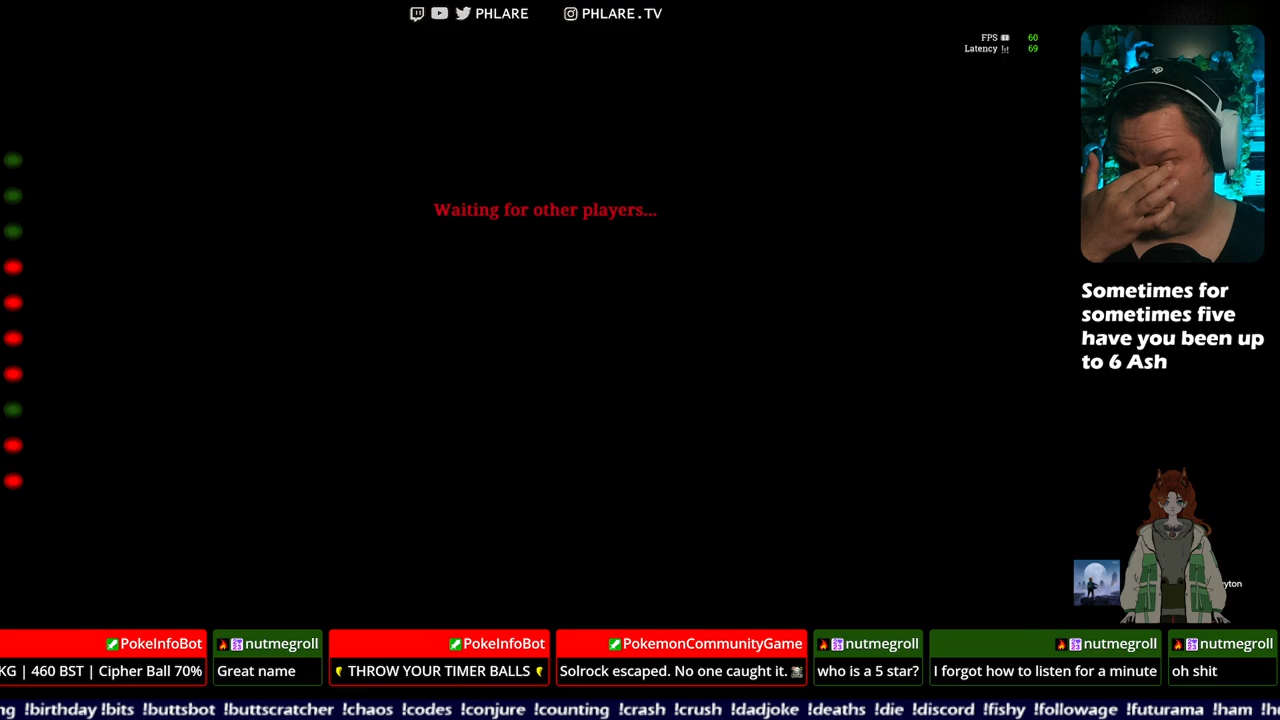 PHLARE PHLARE.TV
FPS 60
Latency 69
Waiting for other players...
Sometimes for
sometimes five
have you been up
to 6 Ash
yton
PokeInfoBot nutmegroll PokeInfoBot PokemonCommunityGame nutmegroll nutmegroll nutmegroll
KG | 460 BST | Cipher Ball 70% Great name THROW YOUR TIMER BALLS Solrock escaped. No one caught it. who is a 5 star? I forgot how to listen for a minute oh shit
ng !birthday !bits !buttsbot !buttscratcher !chaos !codes !conjure !counting !crash !crush !dadjoke !deaths !die !discord !fishy !followage !futurama !ham